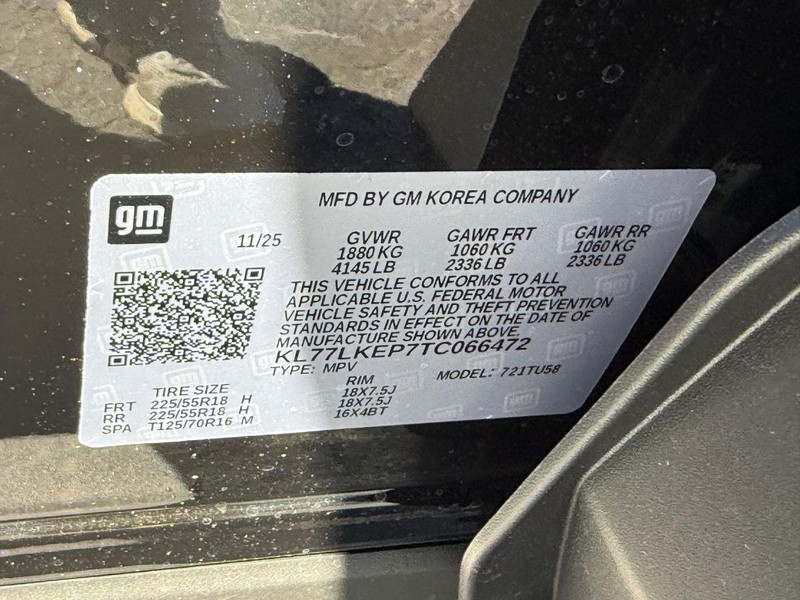 gm
MFD BY GM KOREA COMPANY
11/25 GVWR GAWR FRT GAWR RR
1880 KG 1060 KG 1060 KG
4145 LB 2336 LB 2336 LB
THIS VEHICLE CONFORMS TO ALL
APPLICABLE U.S. FEDERAL MOTOR
VEHICLE SAFETY AND THEFT PREVENTION
STANDARDS IN EFFECT ON THE DATE OF
MANUFACTURE SHOWN ABOVE.
KL77LKEP7TC066472
TYPE: MPV MODEL: 721TU58
TIRE SIZE RIM
FRT 225/55R18 H 18X7.5J
RR 225/55R18 H 18X7.5J
SPA T125/70R16 M 16X4BT